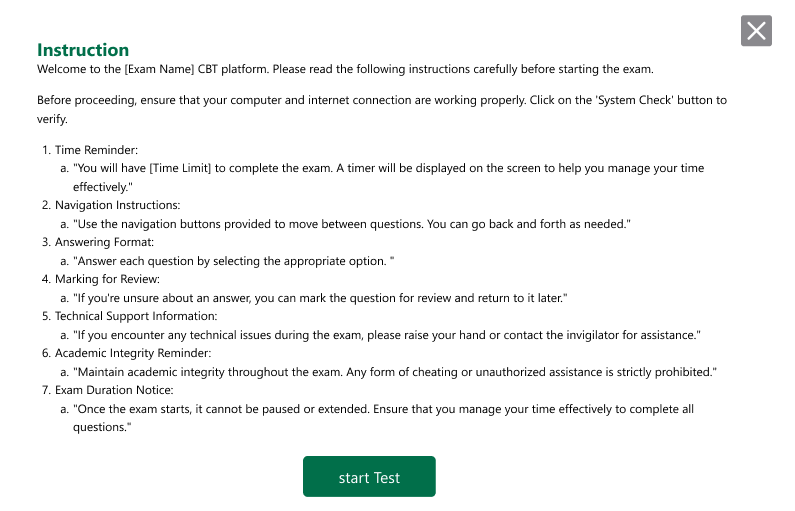 Instruction
Welcome to the [Exam Name] CBT platform. Please read the following instructions carefully before starting the exam.
Before proceeding, ensure that your computer and internet connection are working properly. Click on the 'System Check' button to
verify.
1. Time Reminder:
a. "You will have [Time Limit] to complete the exam. A timer will be displayed on the screen to help you manage your time
effectively."
2. Navigation Instructions:
a. "Use the navigation buttons provided to move between questions. You can go back and forth as needed."
3. Answering Format:
a. "Answer each question by selecting the appropriate option. "
4. Marking for Review:
a. "If you're unsure about an answer, you can mark the question for review and return to it later."
5. Technical Support Information:
a. "If you encounter any technical issues during the exam, please raise your hand or contact the invigilator for assistance."
6. Academic Integrity Reminder:
a. "Maintain academic integrity throughout the exam. Any form of cheating or unauthorized assistance is strictly prohibited."
7. Exam Duration Notice:
a. "Once the exam starts, it cannot be paused or extended. Ensure that you manage your time effectively to complete all
questions."
start Test